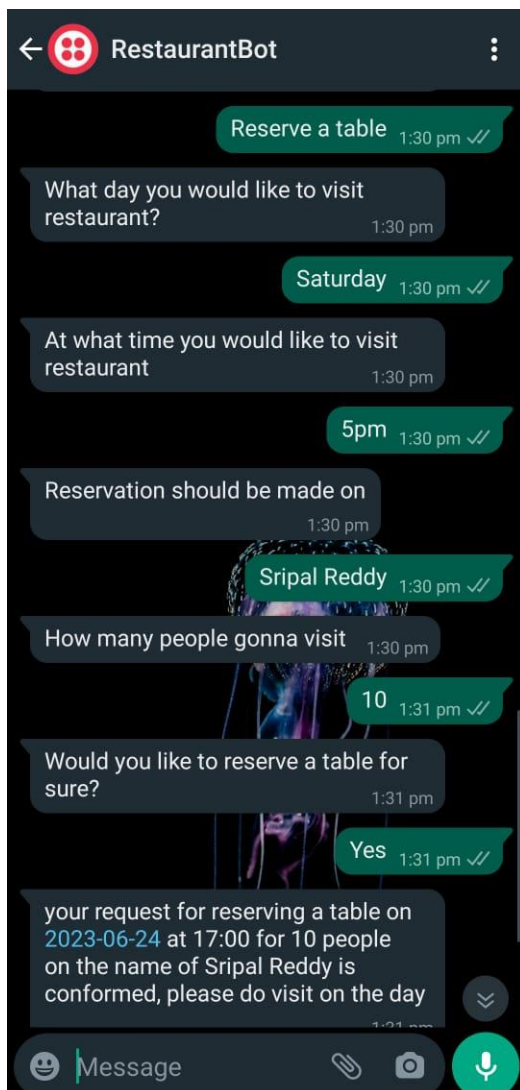 RestaurantBot
Reserve a table 1:30 pm
What day you would like to visit
restaurant?
1:30 pm
Saturday 1:30 pm
At what time you would like to visit
restaurant
1:30 pm
5pm 1:30 pm
Reservation should be made on
1:30 pm
Sripal Reddy 1:30 pm
How many people gonna visit 1:30 pm
10 1:31 pm
Would you like to reserve a table for
sure?
1:31 pm
Yes 1:31 pm
your request for reserving a table on
2023-06-24 at 17:00 for 10 people
on the name of Sripal Reddy is
conformed, please do visit on the day
1:31 pm
Message